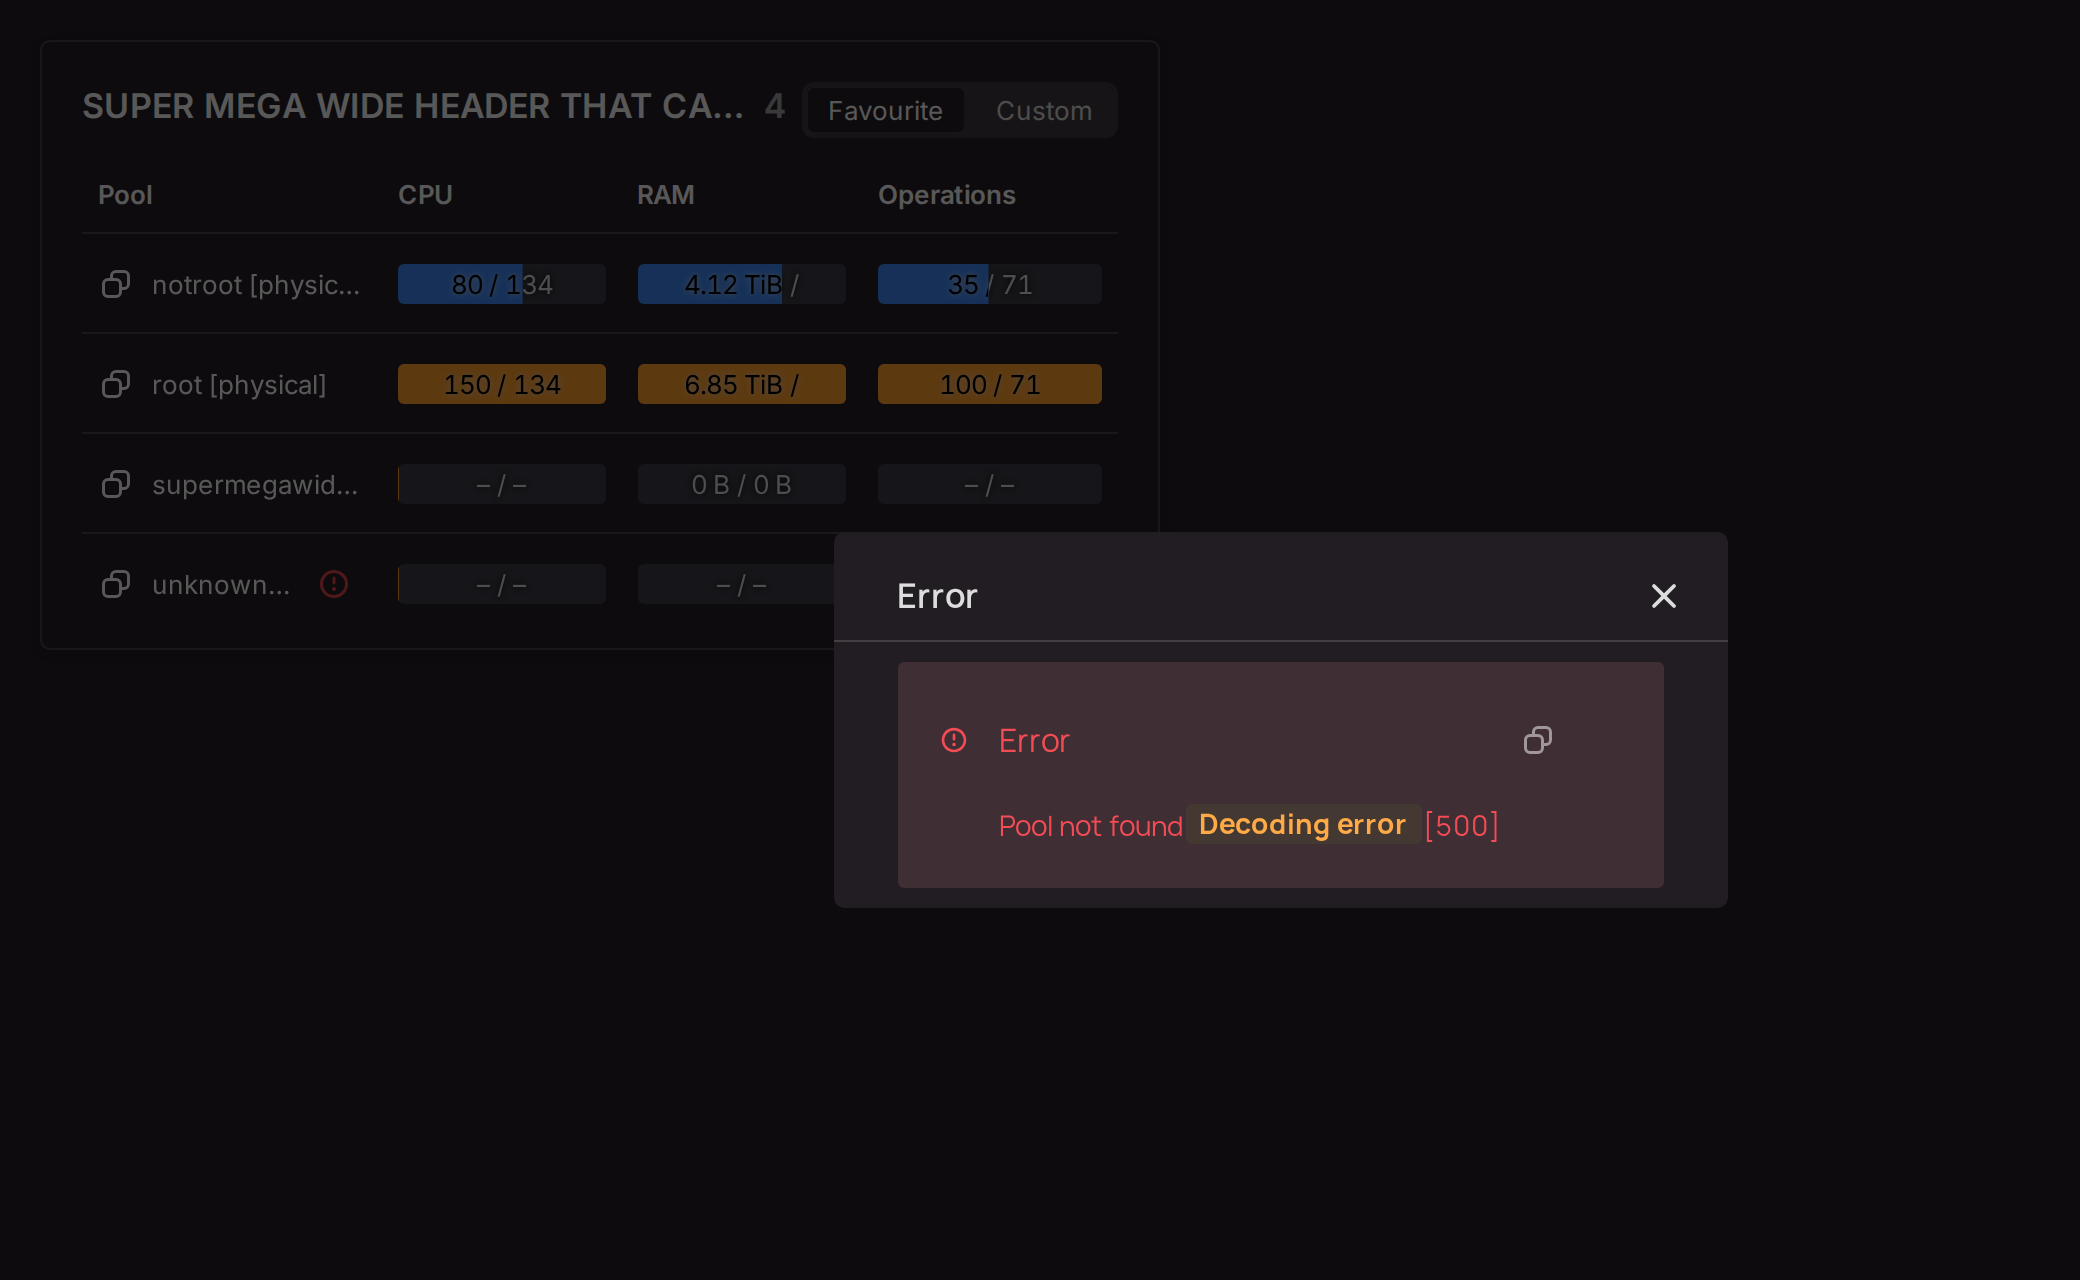 SUPER MEGA WIDE HEADER THAT CA... 4 Favourite Custom
Pool CPU RAM Operations
notroot [physic... 80 / 134 4.12 TiB / 35 / 71
root [physical] 150 / 134 6.85 TiB / 100 / 71
supermegawid... – / – 0 B / 0 B – / –
unknown... – / – – / –
Error
Error
Pool not found Decoding error [500]